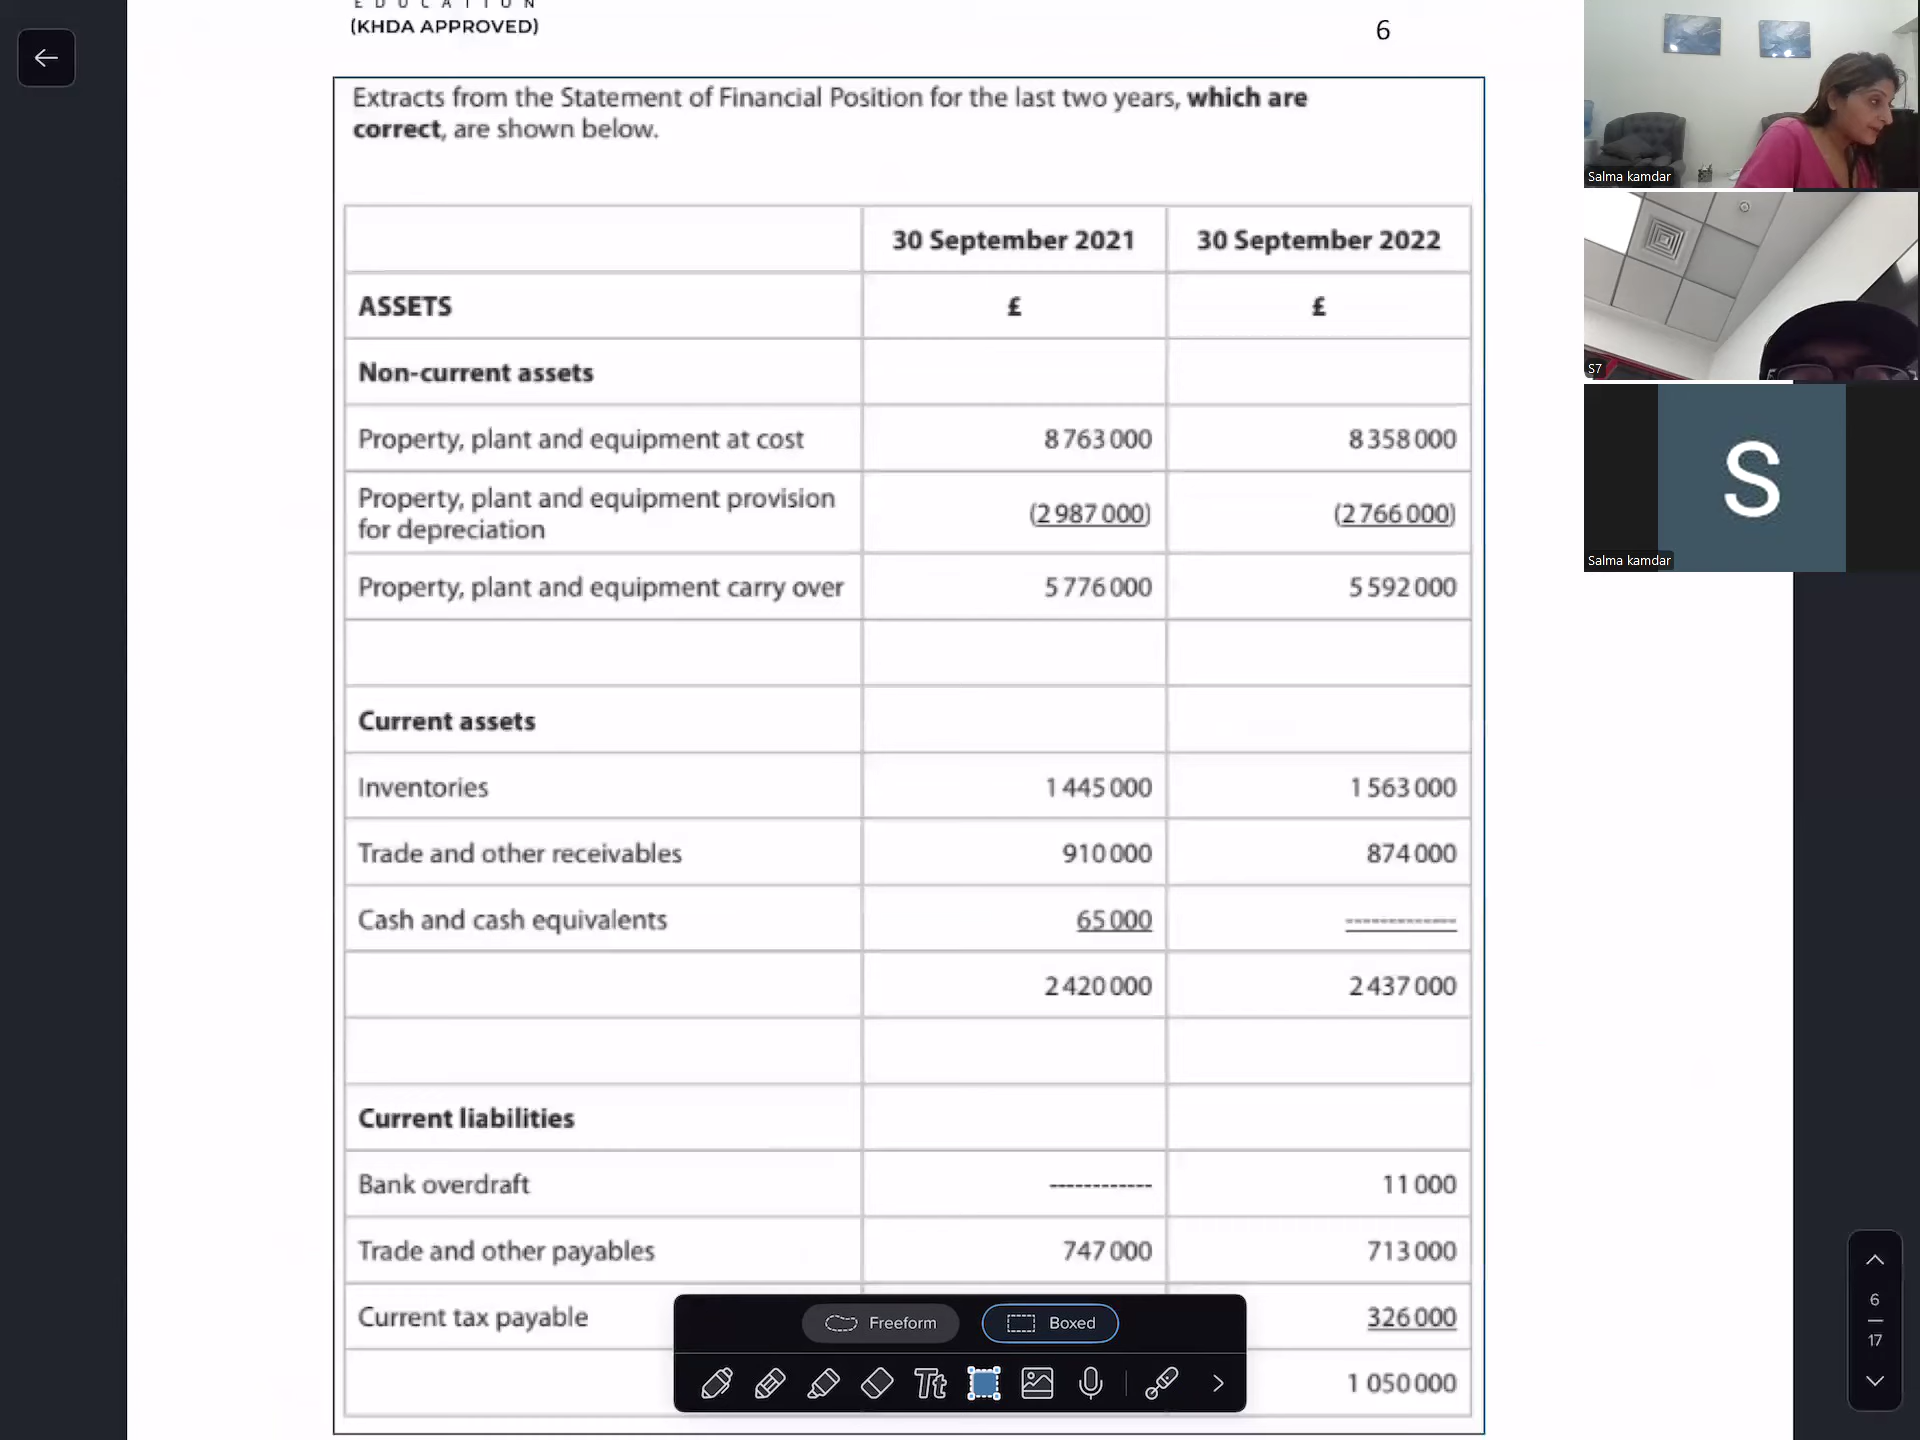 EDUCATION
(KHDA APPROVED)
6
Extracts from the Statement of Financial Position for the last two years, which are
correct, are shown below.
30 September 2021 30 September 2022
ASSETS £ £
Non-current assets
Property, plant and equipment at cost 8 763 000 8 358 000
Property, plant and equipment provision
for depreciation (2 987 000) (2 766 000)
Property, plant and equipment carry over 5 776 000 5 592 000
Current assets
Inventories 1 445 000 1 563 000
Trade and other receivables 910 000 874 000
Cash and cash equivalents 65 000 -------------
2 420 000 2 437 000
Current liabilities
Bank overdraft ------------ 11 000
Trade and other payables 747 000 713 000
Current tax payable 326 000
1 050 000
Freeform Boxed
Tt
Salma kamdar
S7
S
Salma kamdar
6
17